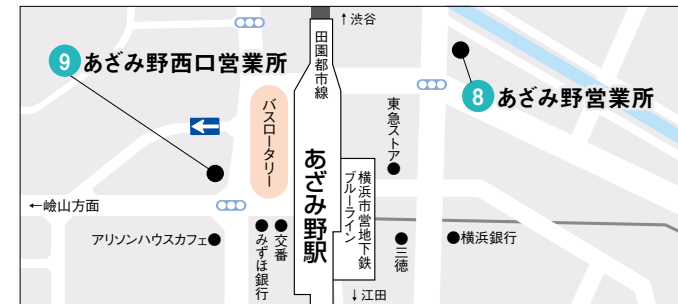 ↑渋谷
田園都市線
9 あざみ野西口営業所
8 あざみ野営業所
バスロータリー
東急ストア
あざみ野駅
横浜市営地下鉄
ブルーライン
←嶮山方面
アリソンハウスカフェ
みずほ銀行
交番
三徳
横浜銀行
↓江田